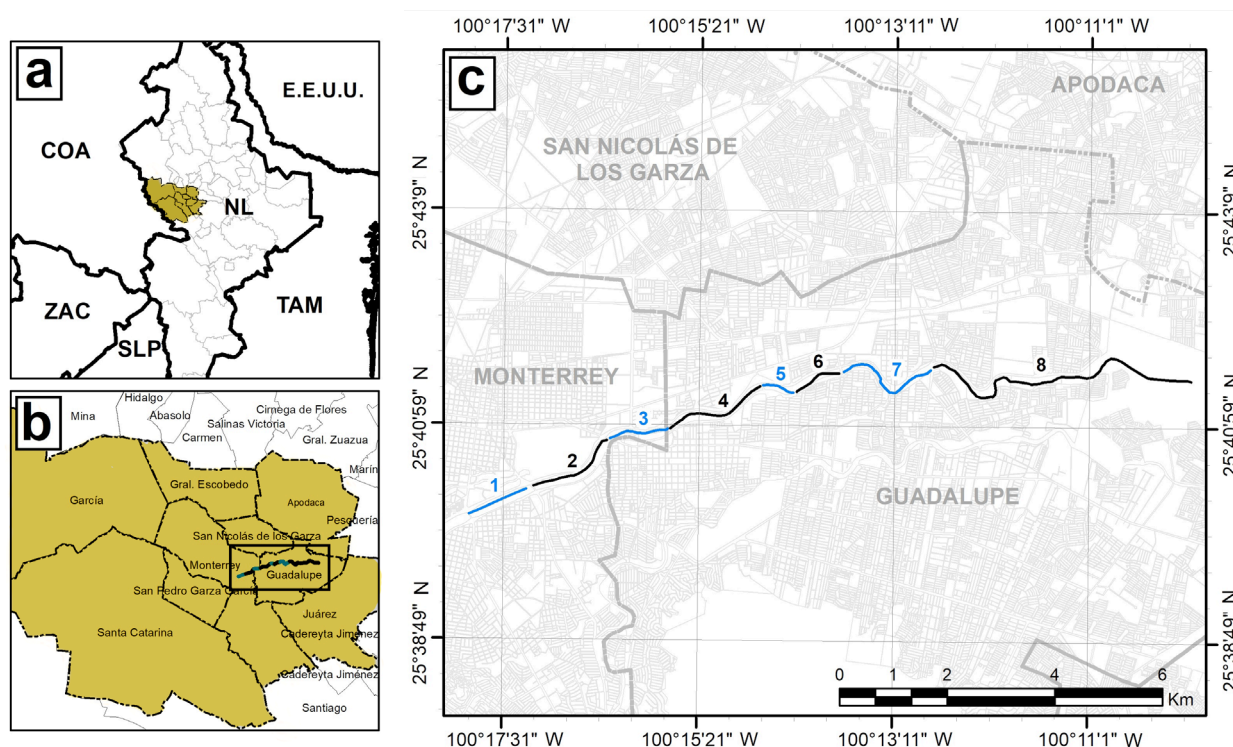 a
E.E.U.U.
COA
NL
ZAC
SLP
TAM
b
Hidalgo
Mina
Abasolo
Cirnega de Flores
Salinas Victoria
Carmen
Gral. Zuazua
Marín
García
Gral. Escobedo
Apodaca
Pesquería
San Nicolás de los Garza
Monterrey
Guadalupe
San Pedro Garza García
Juárez
Santa Catarina
Cadereyta Jiménez
Cadereyta Jiménez
Santiago
c
100°17'31" W 100°15'21" W 100°13'11" W 100°11'1" W
APODACA
SAN NICOLÁS DE
LOS GARZA
25°43'9" N
25°43'9" N
MONTERREY
GUADALUPE
1
2
3
4
5
6
7
8
25°40'59" N
25°40'59" N
25°38'49" N
25°38'49" N
0 1 2 4 6
Km
100°17'31" W 100°15'21" W 100°13'11" W 100°11'1" W